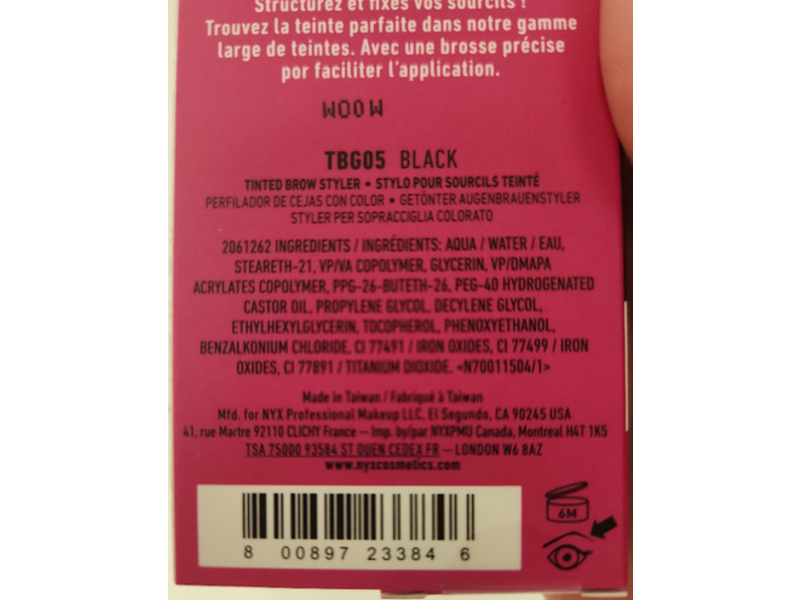 Structurez et fixes vos sourcils !
Trouvez la teinte parfaite dans notre gamme
large de teintes. Avec une brosse précise
por faciliter l'application.
W00W
TBG05 BLACK
TINTED BROW STYLER • STYLO POUR SOURCILS TEINTÉ
PERFILADOR DE CEJAS CON COLOR • GETÖNTER AUGENBRAUENSTYLER
STYLER PER SOPRACCIGLIA COLORATO
2061262 INGREDIENTS / INGRÉDIENTS: AQUA / WATER / EAU,
STEARETH-21, VP/VA COPOLYMER, GLYCERIN, VP/DMAPA
ACRYLATES COPOLYMER, PPG-26-BUTETH-26, PEG-40 HYDROGENATED
CASTOR OIL, PROPYLENE GLYCOL, DECYLENE GLYCOL,
ETHYLHEXYLGLYCERIN, TOCOPHEROL, PHENOXYETHANOL,
BENZALKONIUM CHLORIDE, CI 77491 / IRON OXIDES, CI 77499 / IRON
OXIDES, CI 77891 / TITANIUM DIOXIDE. <N70011504/1>
Made in Taiwan / Fabriqué à Taiwan
Mfd. for NYX Professional Makeup LLC, El Segundo, CA 90245 USA
41, rue Martre 92110 CLICHY France – Imp. by/par NYXPMU Canada, Montreal H4T 1K5
TSA 75000 93584 ST OUEN CEDEX FR – LONDON W6 8AZ
www.nyxcosmetics.com
8 00897 23384 6
6M